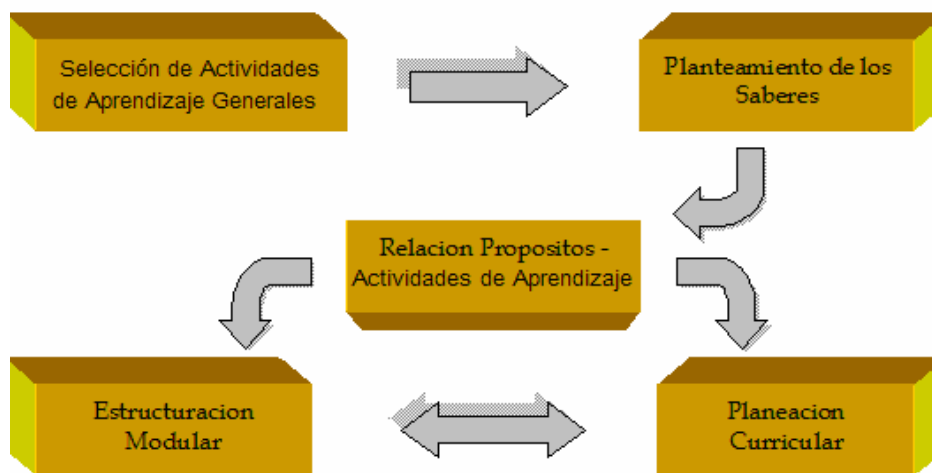 Selección de Actividades
de Aprendizaje Generales
Planteamiento de los
Saberes
Relacion Propositos -
Actividades de Aprendizaje
Estructuracion
Modular
Planeacion
Curricular